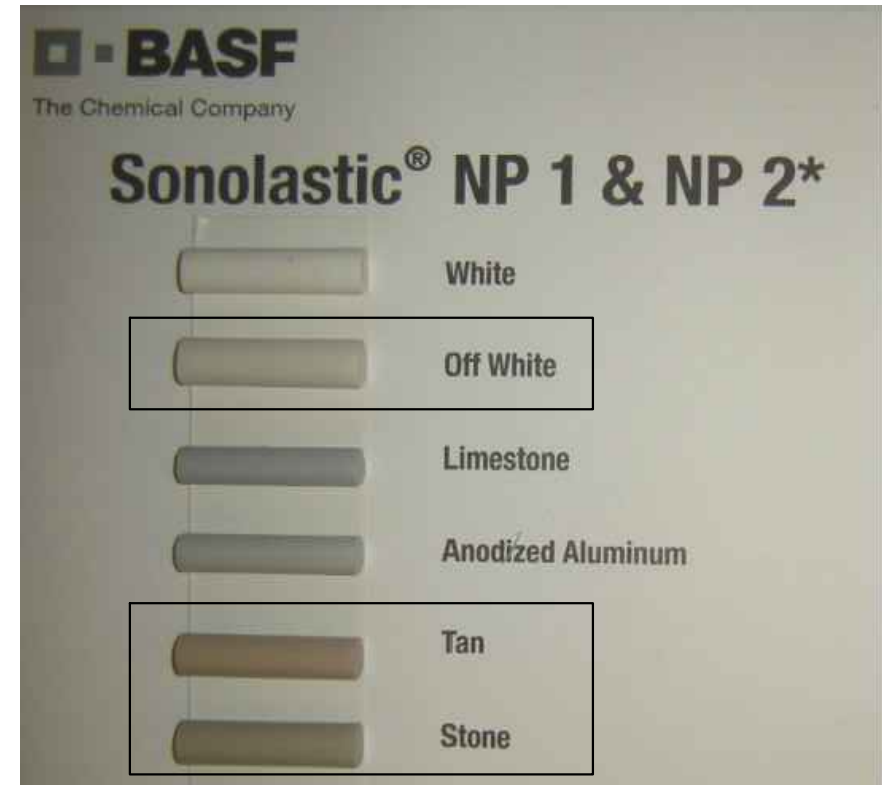 BASF
The Chemical Company
Sonolastic® NP 1 & NP 2*
White
Off White
Limestone
Anodized Aluminum
Tan
Stone